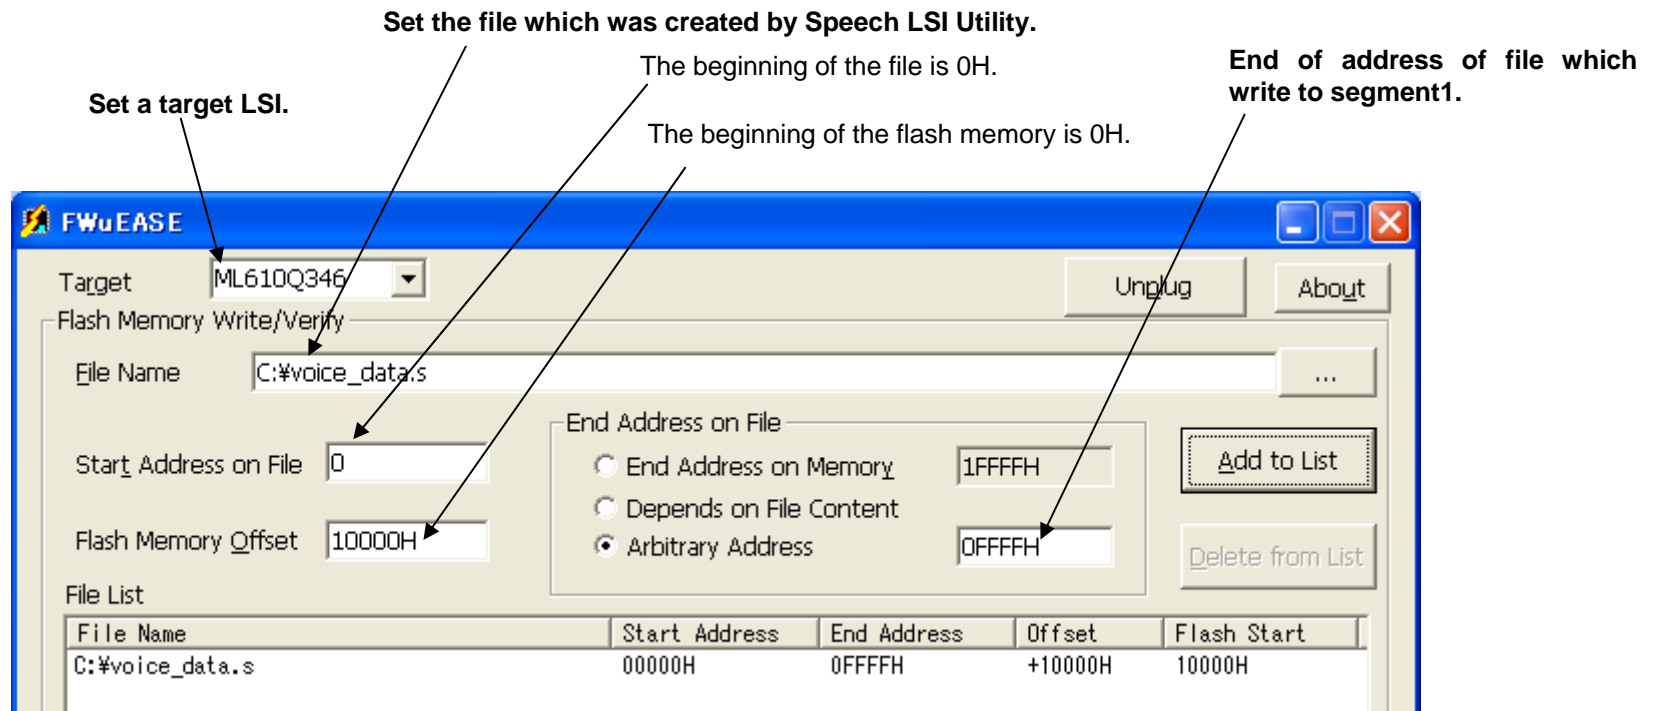 Set the file which was created by Speech LSI Utility.
The beginning of the file is 0H.
End of address of file which
write to segment1.
Set a target LSI.
The beginning of the flash memory is 0H.
FWuEASE
Target
ML610Q346
Unplug
About
Flash Memory Write/Verify
File Name
C:¥voice_data.s
...
End Address on File
Start Address on File
0
End Address on Memory
1FFFFH
Add to List
Depends on File Content
Flash Memory Offset
10000H
Arbitrary Address
0FFFFH
Delete from List
File List
File Name Start Address End Address Offset Flash Start
C:¥voice_data.s 00000H 0FFFFH +10000H 10000H